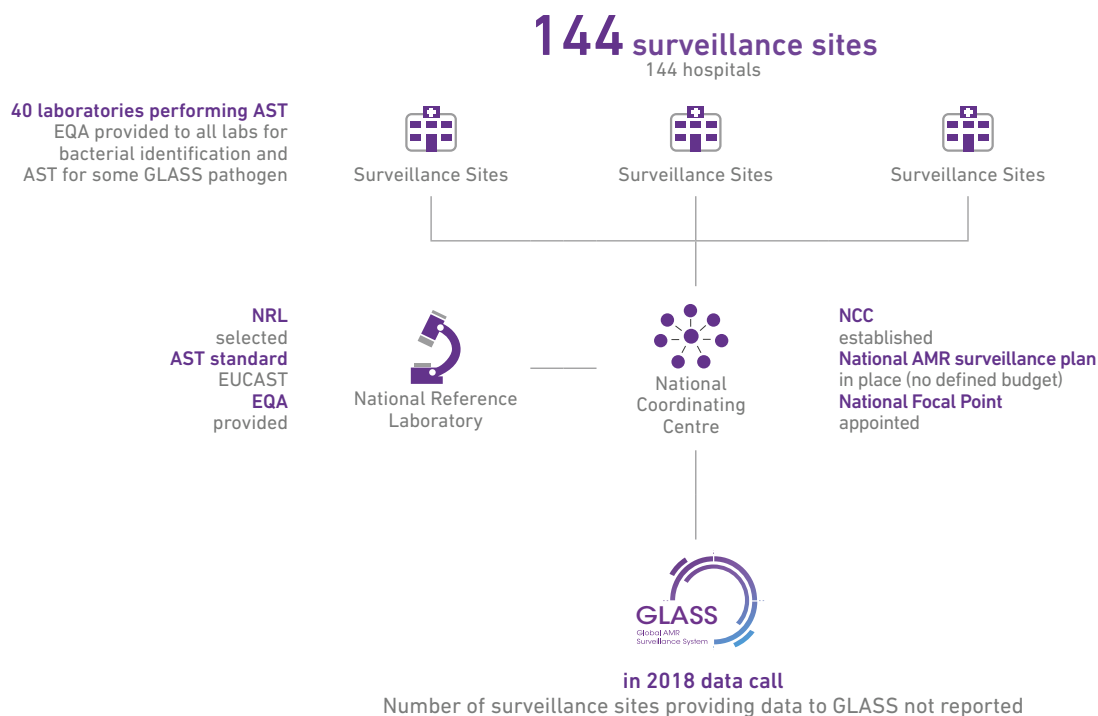 144 surveillance sites
144 hospitals
40 laboratories performing AST
EQA provided to all labs for
bacterial identification and
AST for some GLASS pathogen
Surveillance Sites
Surveillance Sites
Surveillance Sites
NRL
selected
AST standard
EUCAST
EQA
provided
National Reference
Laboratory
National
Coordinating
Centre
NCC
established
National AMR surveillance plan
in place (no defined budget)
National Focal Point
appointed
GLASS
Global AMR
Surveillance System
in 2018 data call
Number of surveillance sites providing data to GLASS not reported